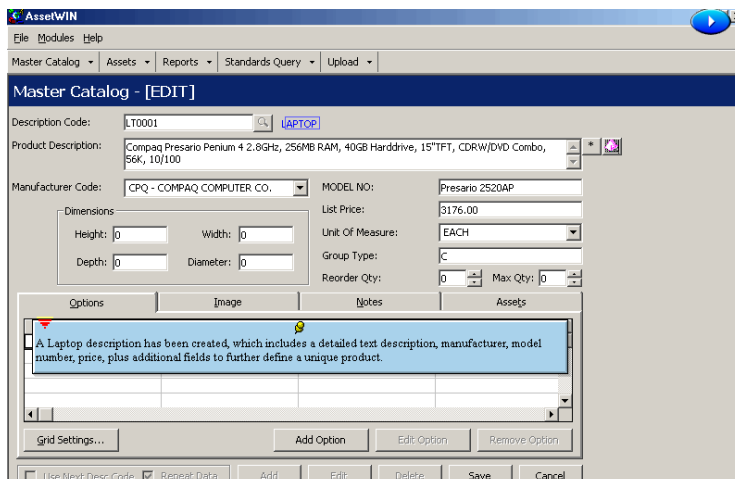 AssetWIN
File Modules Help
Master Catalog Assets Reports Standards Query Upload
Master Catalog - [EDIT]
Description Code: LT0001 LAPTOP
Product Description: Compaq Presario Penium 4 2.8GHz, 256MB RAM, 40GB Harddrive, 15"TFT, CDRW/DVD Combo,
56K, 10/100
*
Manufacturer Code: CPQ - COMPAQ COMPUTER CO. MODEL NO: Presario 2520AP
Dimensions List Price: 3176.00
Height: 0 Width: 0 Unit Of Measure: EACH
Depth: 0 Diameter: 0 Group Type: C
Reorder Qty: 0 Max Qty: 0
Options Image Notes Assets
A Laptop description has been created, which includes a detailed text description, manufacturer, model
number, price, plus additional fields to further define a unique product.
Grid Settings... Add Option Edit Option Remove Option
Use Next Desc Code Repeat Data Add Edit Delete Save Cancel